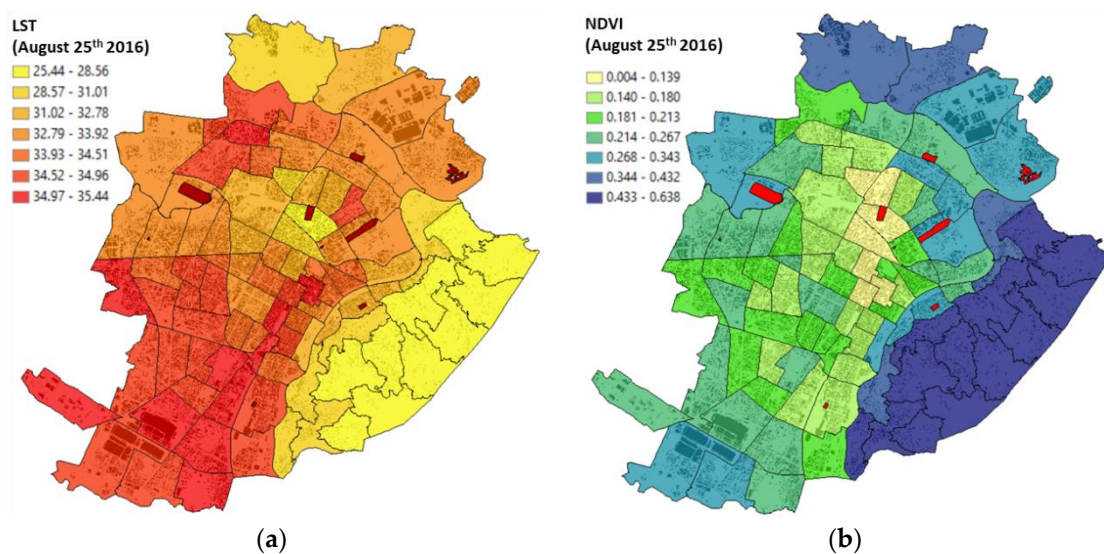 LST
(August 25th 2016)
25.44 - 28.56
28.57 - 31.01
31.02 - 32.78
32.79 - 33.92
33.93 - 34.51
34.52 - 34.96
34.97 - 35.44
(a)
NDVI
(August 25th 2016)
0.004 - 0.139
0.140 - 0.180
0.181 - 0.213
0.214 - 0.267
0.268 - 0.343
0.344 - 0.432
0.433 - 0.638
(b)